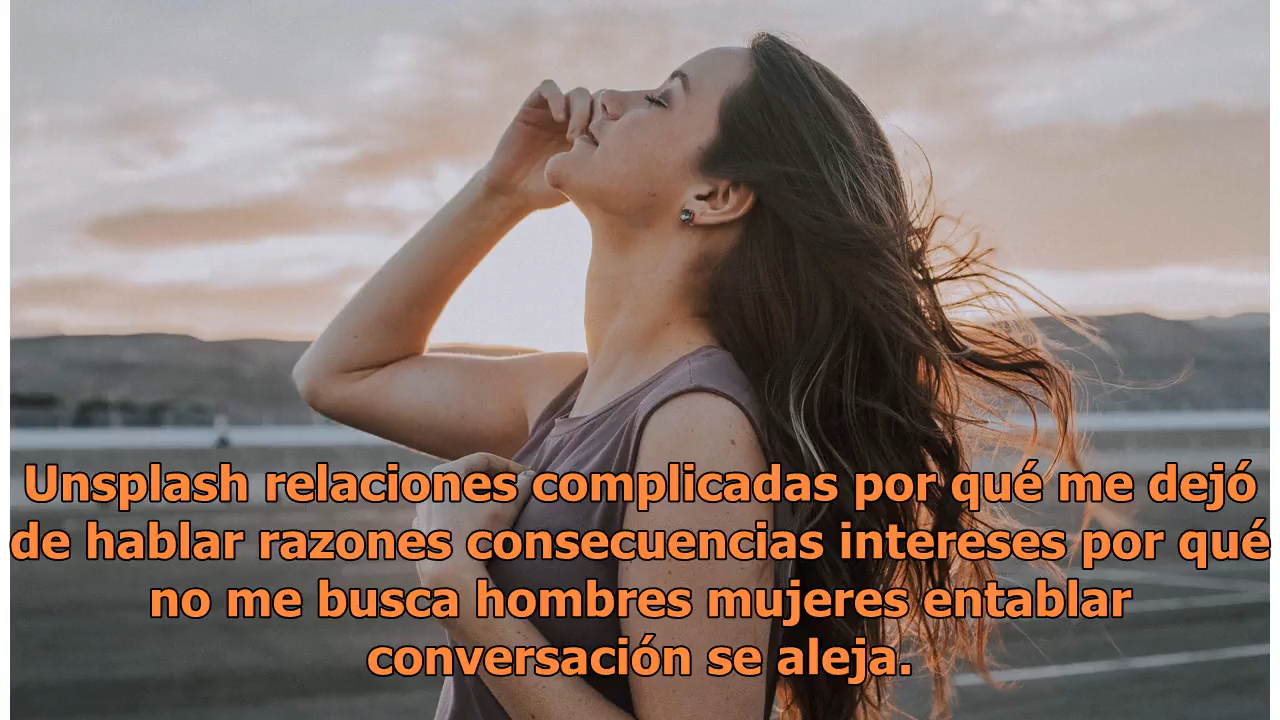 Unsplash relaciones complicadas por qué me dejó
de hablar razones consecuencias intereses por qué
no me busca hombres mujeres entablar
conversación se aleja.